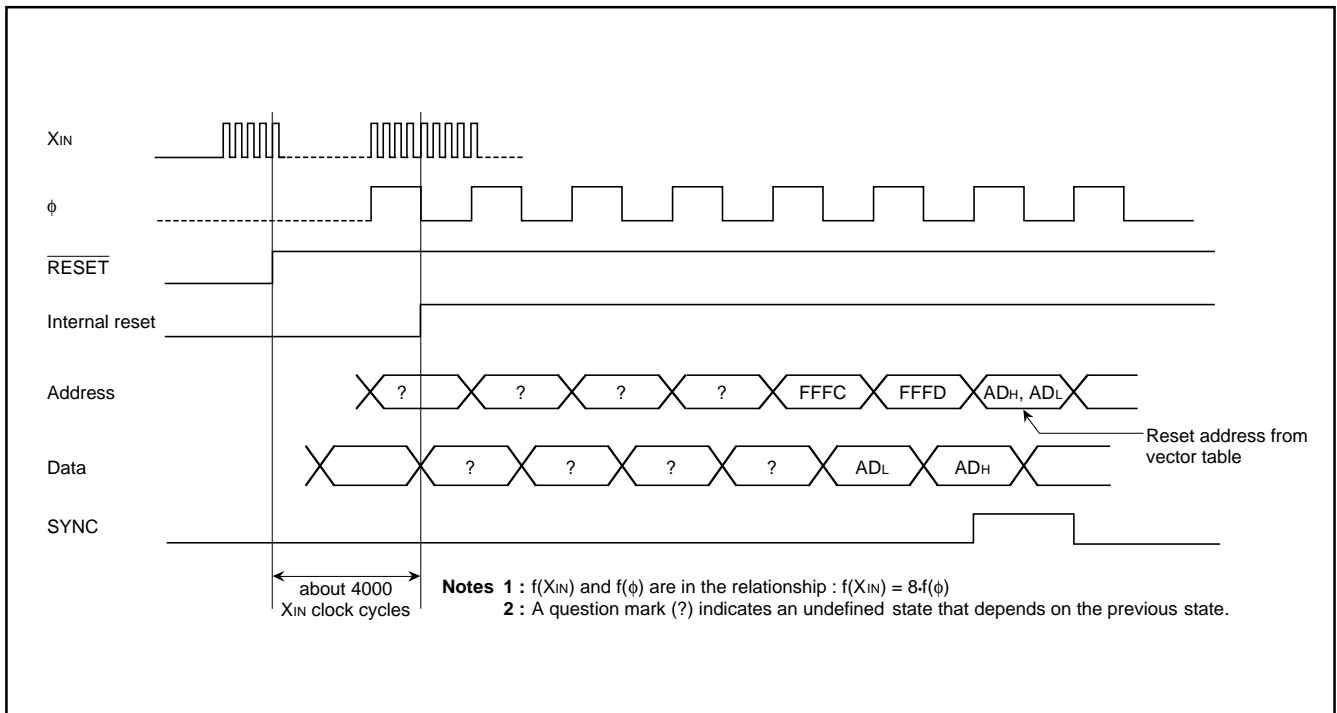 XIN
ϕ
RESET
Internal reset
Address
? ? ? ? FFFC FFFD ADH, ADL
Reset address from
vector table
Data
? ? ? ? ADL ADH
SYNC
about 4000
XIN clock cycles
Notes 1 : f(XIN) and f(ϕ) are in the relationship : f(XIN) = 8·f(ϕ)
2 : A question mark (?) indicates an undefined state that depends on the previous state.